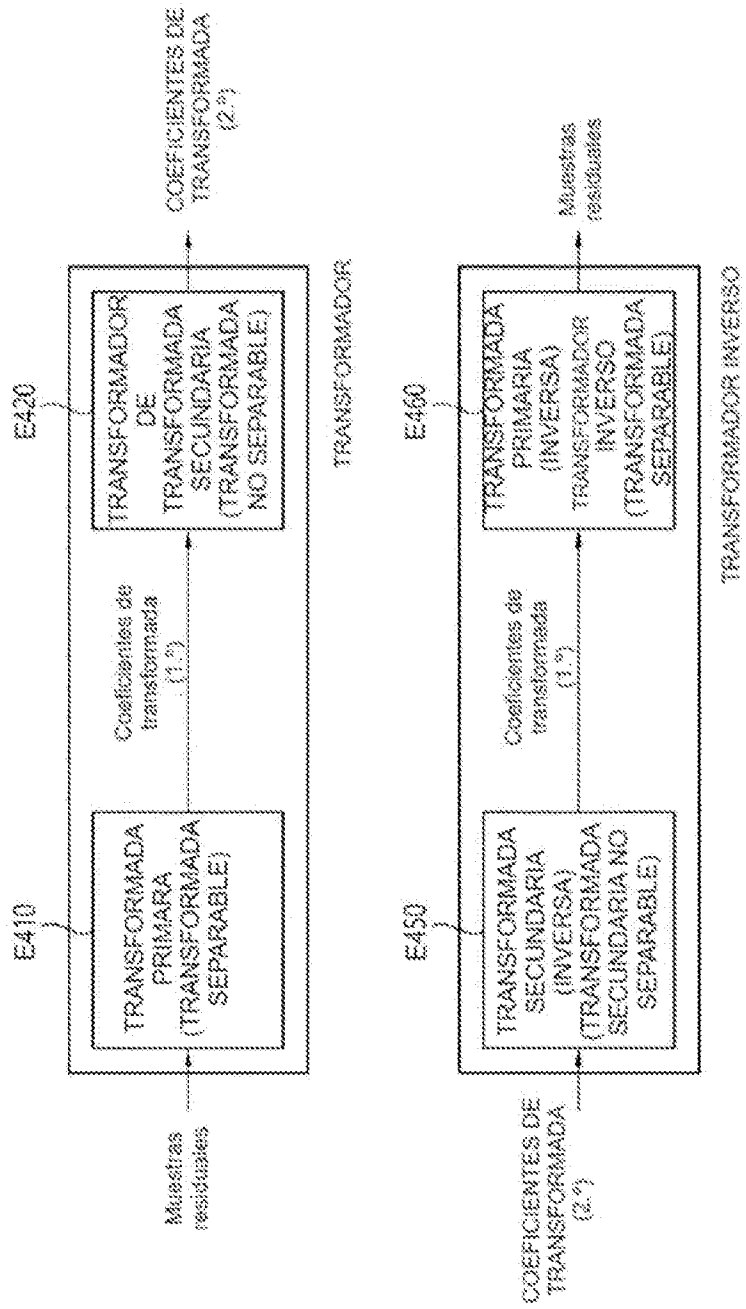 E410
E420
Muestras
residuales
TRANSFORMADA
PRIMARA
(TRANSFORMADA
SEPARABLE)
Coeficientes de
transformada
(1.º)
TRANSFORMADOR
DE
TRANSFORMADA
SECUNDARIA
(TRANSFORMADA
NO SEPARABLE)
COEFICIENTES DE
TRANSFORMADA
(2.º)
TRANSFORMADOR
E450
E460
COEFICIENTES DE
TRANSFORMADA
(2.º)
TRANSFORMADA
SECUNDARIA
(INVERSA)
(TRANSFORMADA
SECUNDARIA NO
SEPARABLE)
Coeficientes de
transformada
(1.º)
TRANSFORMADA
PRIMARIA
(INVERSA)
TRANSFORMADOR
INVERSO
(TRANSFORMADA
SEPARABLE)
Muestras
residuales
TRANSFORMADOR INVERSO